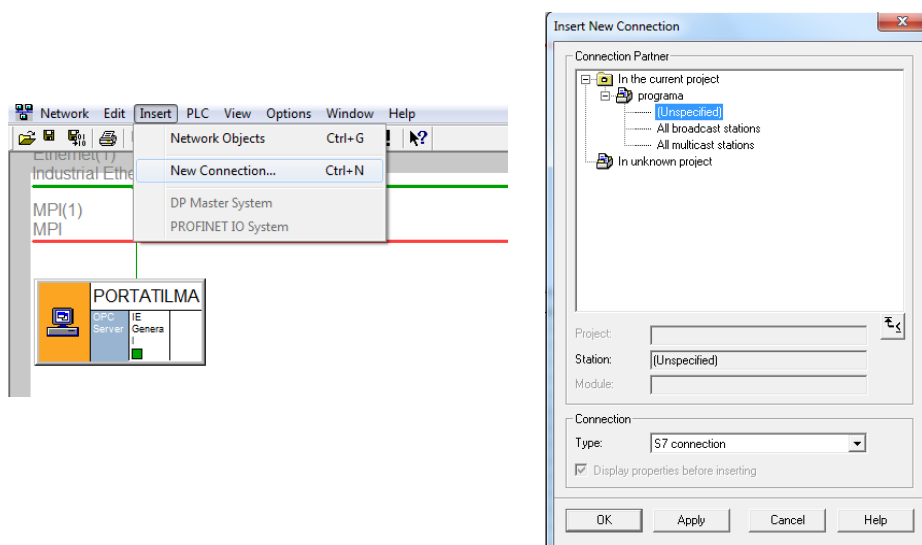 Network Edit Insert PLC View Options Window Help
Network Objects Ctrl+G
New Connection... Ctrl+N
DP Master System
PROFINET IO System
Ethernet(1)
Industrial Ethe
MPI(1)
MPI
PORTATILMA
OPC
Server
IE
Genera
l
Insert New Connection
Connection Partner
In the current project
programa
(Unspecified)
All broadcast stations
All multicast stations
In unknown project
Project:
Station: (Unspecified)
Module:
Connection
Type: S7 connection
Display properties before inserting
OK Apply Cancel Help